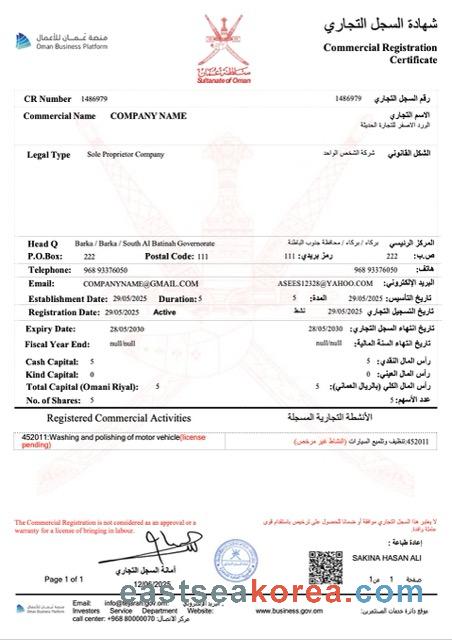 منصة عُمان للأعمال
Oman Business Platform
سلطنة عُمان
Sultanate of Oman
شهادة السجل التجاري
Commercial Registration
Certificate
CR Number 1486979 1486979 رقم السجل التجاري
Commercial Name COMPANY NAME الاسم التجاري
الورد الاصفر للتجارة الحديثة
Legal Type Sole Proprietor Company شركة الشخص الواحد الشكل القانوني
Head Q Barka / Barka / South Al Batinah Governorate بركاء / بركاء / محافظة جنوب الباطنة المركز الرئيسي
P.O.Box: 222 Postal Code: 111 رمز بريدي: 111 222 ص.ب:
Telephone: 968 93376050 968 93376050 هاتف:
Email: COMPANYNAME@GMAIL.COM ASEES12328@YAHOO.COM البريد الإلكتروني:
Establishment Date: 29/05/2025 Duration: 5 المدة: 5 29/05/2025 تاريخ التأسيس:
Registration Date: 29/05/2025 Active نشط 29/05/2025 تاريخ التسجيل التجاري
Expiry Date: 28/05/2030 28/05/2030 تاريخ انتهاء السجل التجاري:
Fiscal Year End: null/null null/null تاريخ انتهاء السنة المالية:
Cash Capital: 5 5 رأس المال النقدي:
Kind Capital: 0 0 رأس المال العيني:
Total Capital (Omani Riyal): 5 5 رأس المال الكلي (بالريال العماني):
No. of Shares: 5 5 عدد الأسهم:
Registered Commercial Activities الأنشطة التجارية المسجلة
452011:Washing and polishing of motor vehicle(license pending) 452011:تنظيف وتلميع السيارات (النشاط غير مرخص)
The Commercial Registration is not considered as an approval or a
warranty for a license of bringing in labour.
لا يعتبر هذا السجل التجاري موافقة أو ضمانا للحصول على ترخيص باستقدام قوى
عاملة وافدة.
إعادة طباعة :
SAKINA HASAN ALI
أمانة السجل التجاري
Page 1 of 1 12/06/2025 صفحة 1 من 1
eastseakorea.com
Oman Business Platform
Email: info@tejarah.gov.om البريد الإلكتروني
Investors Service Department Website: www.business.gov.om موقع دائرة خدمات المستثمرين:
call center: +968 80000070 مركز الاتصال: